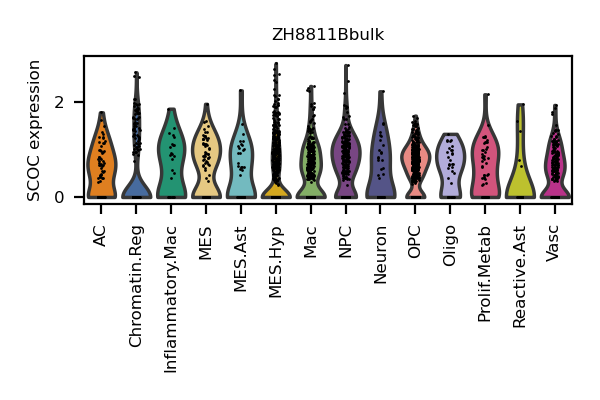 ZH8811Bbulk
SCOC expression
2
0
AC
Chromatin.Reg
Inflammatory.Mac
MES
MES.Ast
MES.Hyp
Mac
NPC
Neuron
OPC
Oligo
Prolif.Metab
Reactive.Ast
Vasc